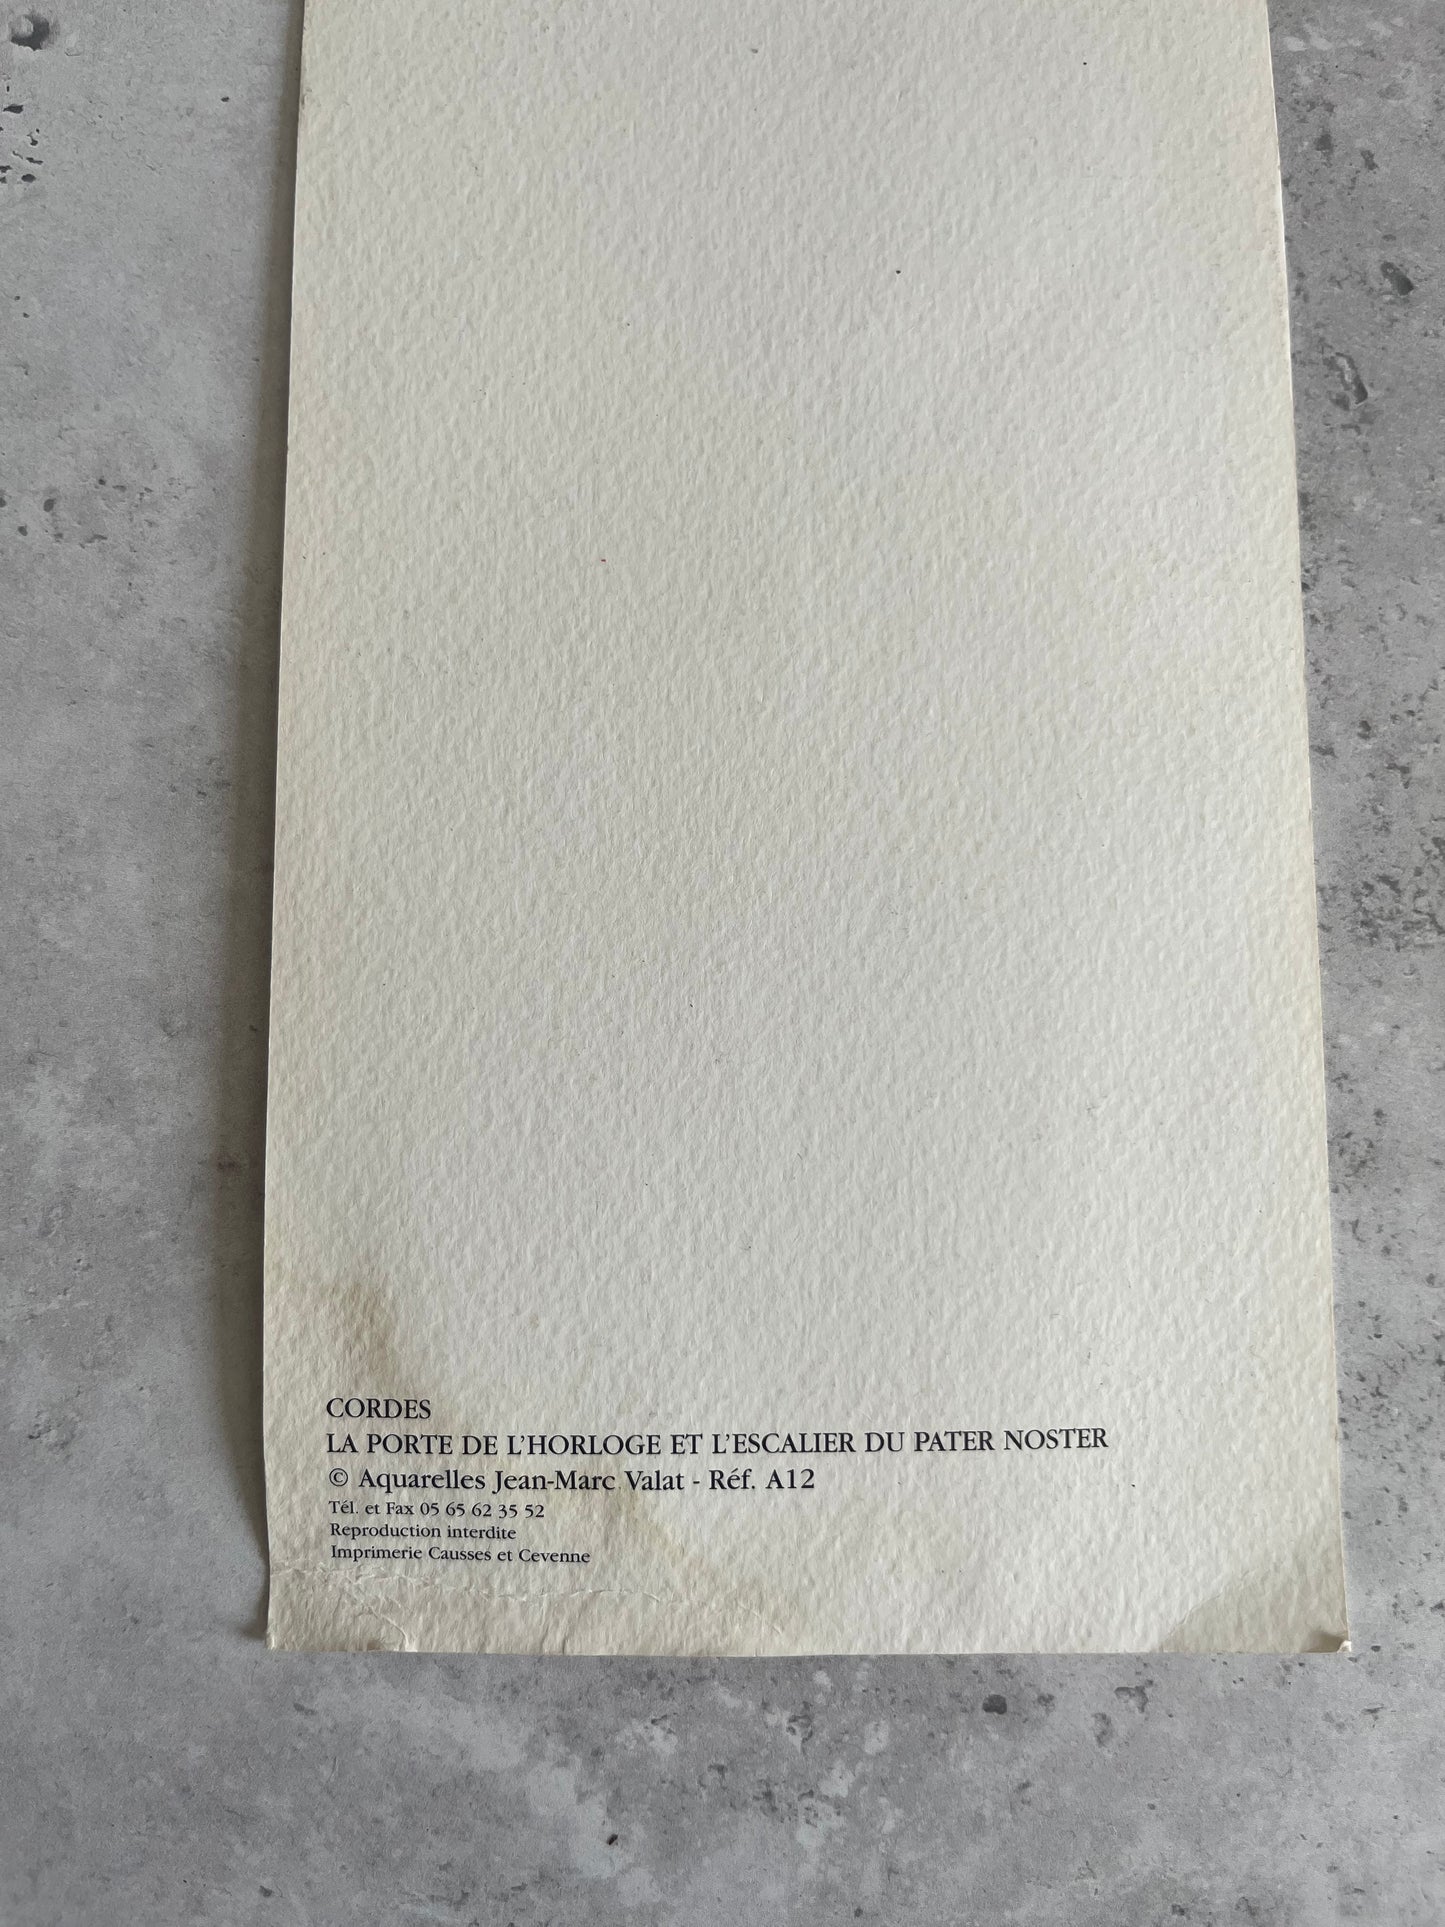 CORDES
LA PORTE DE L'HORLOGE ET L'ESCALIER DU PATER NOSTER
© Aquarelles Jean-Marc Valat - Réf. A12
Tél. et Fax 05 65 62 35 52
Reproduction interdite
Imprimerie Causses et Cevenne